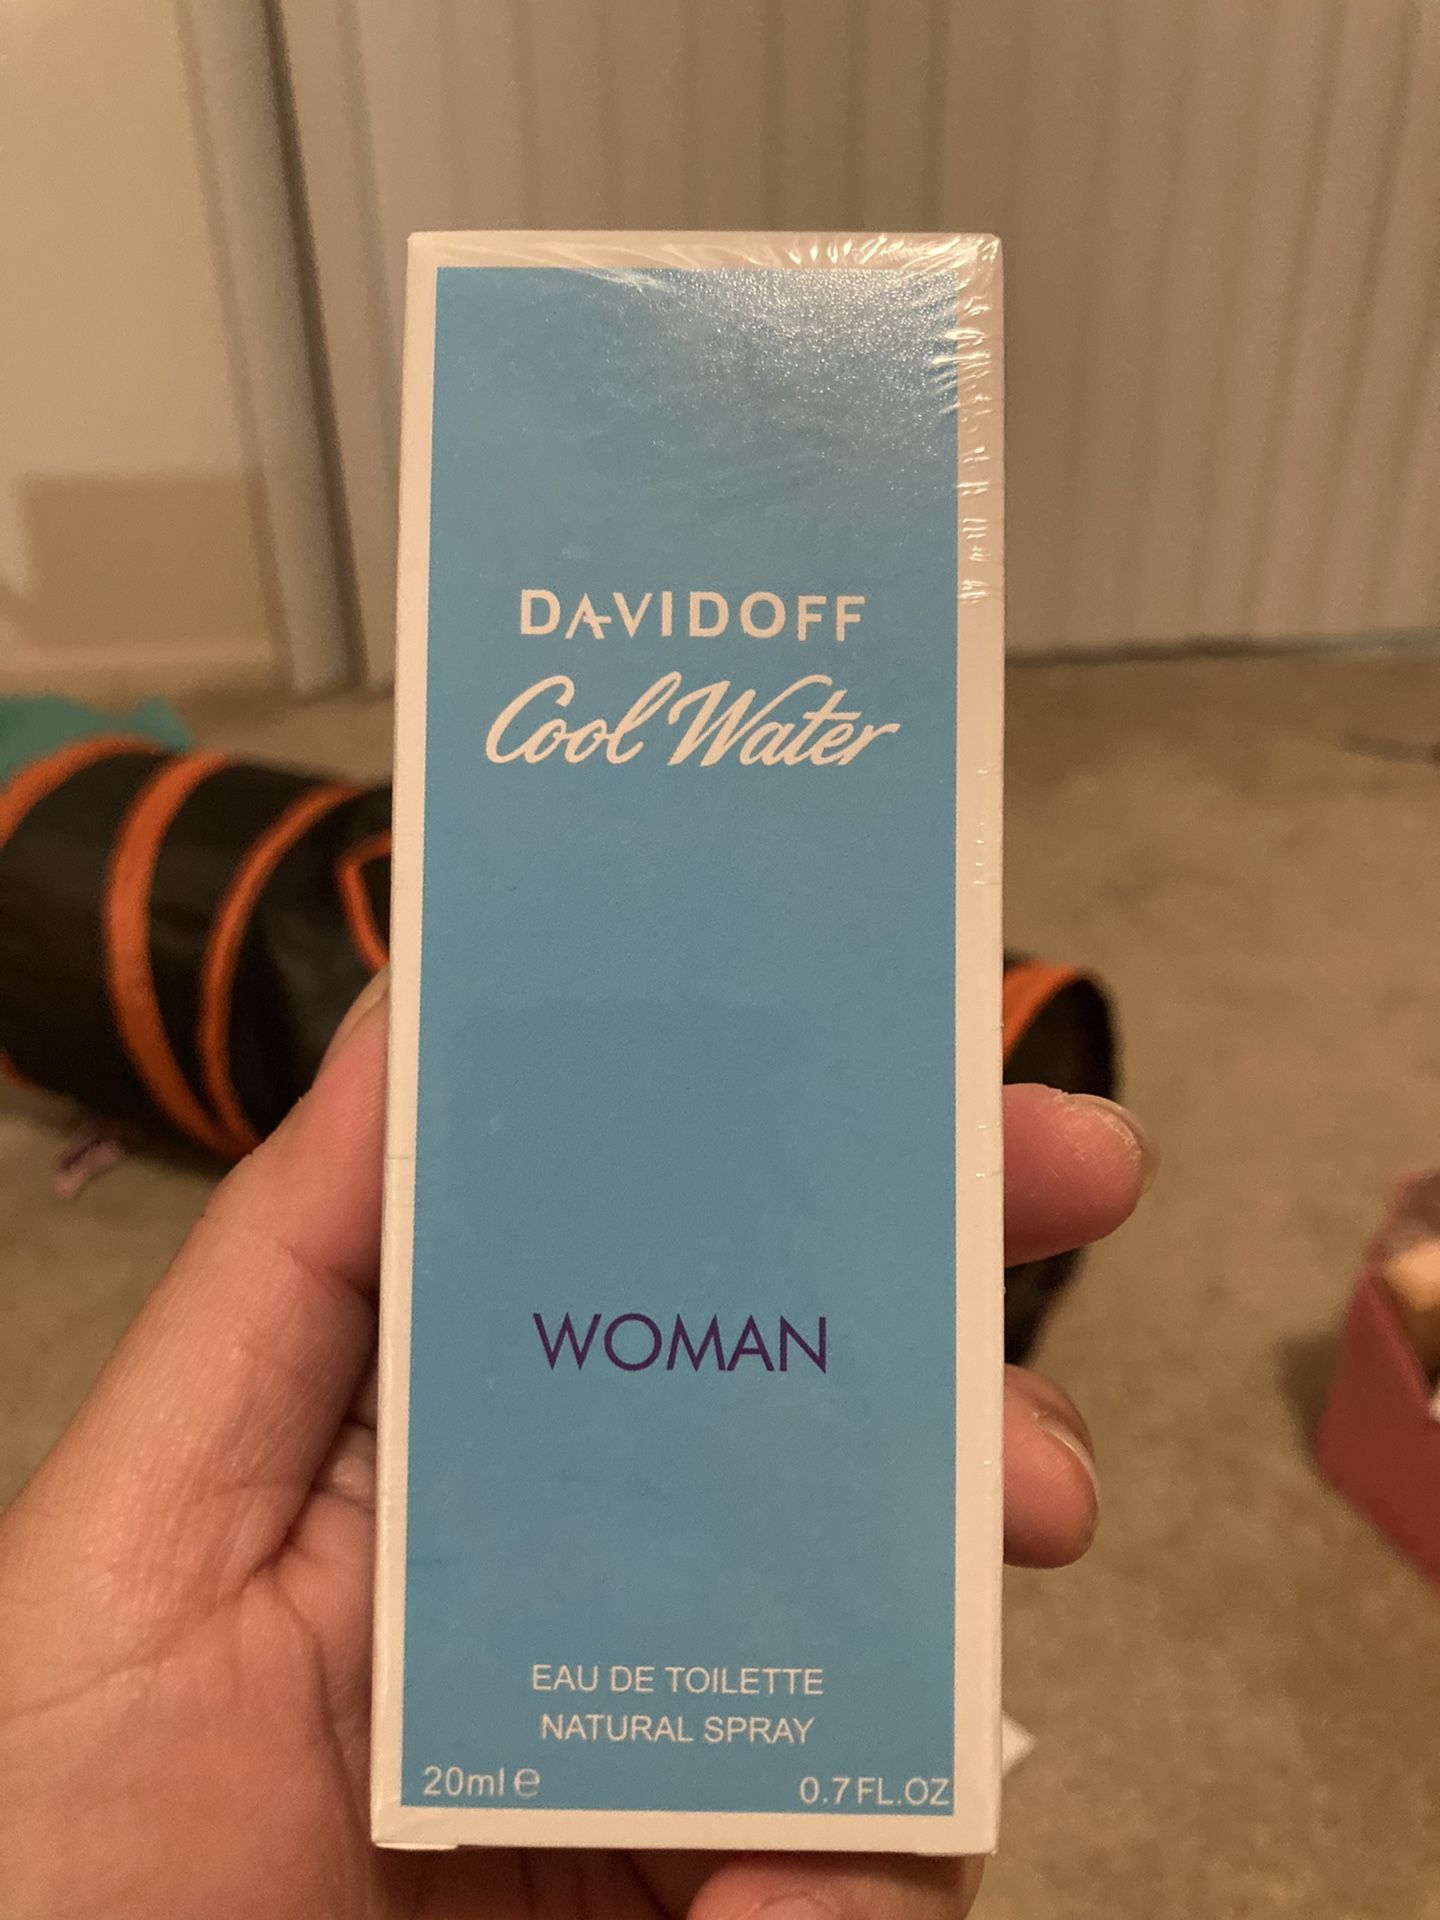 DAVIDOFF
Cool Water
WOMAN
EAU DE TOILETTE
NATURAL SPRAY
20ml e
0.7 FL.OZ